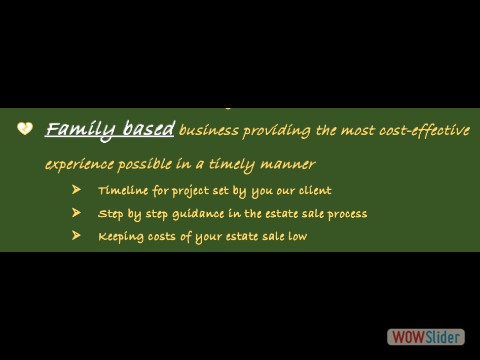 Family based business providing the most cost-effective
experience possible in a timely manner
Timeline for project set by you our client
Step by step guidance in the estate sale process
Keeping costs of your estate sale low
WOWSlider